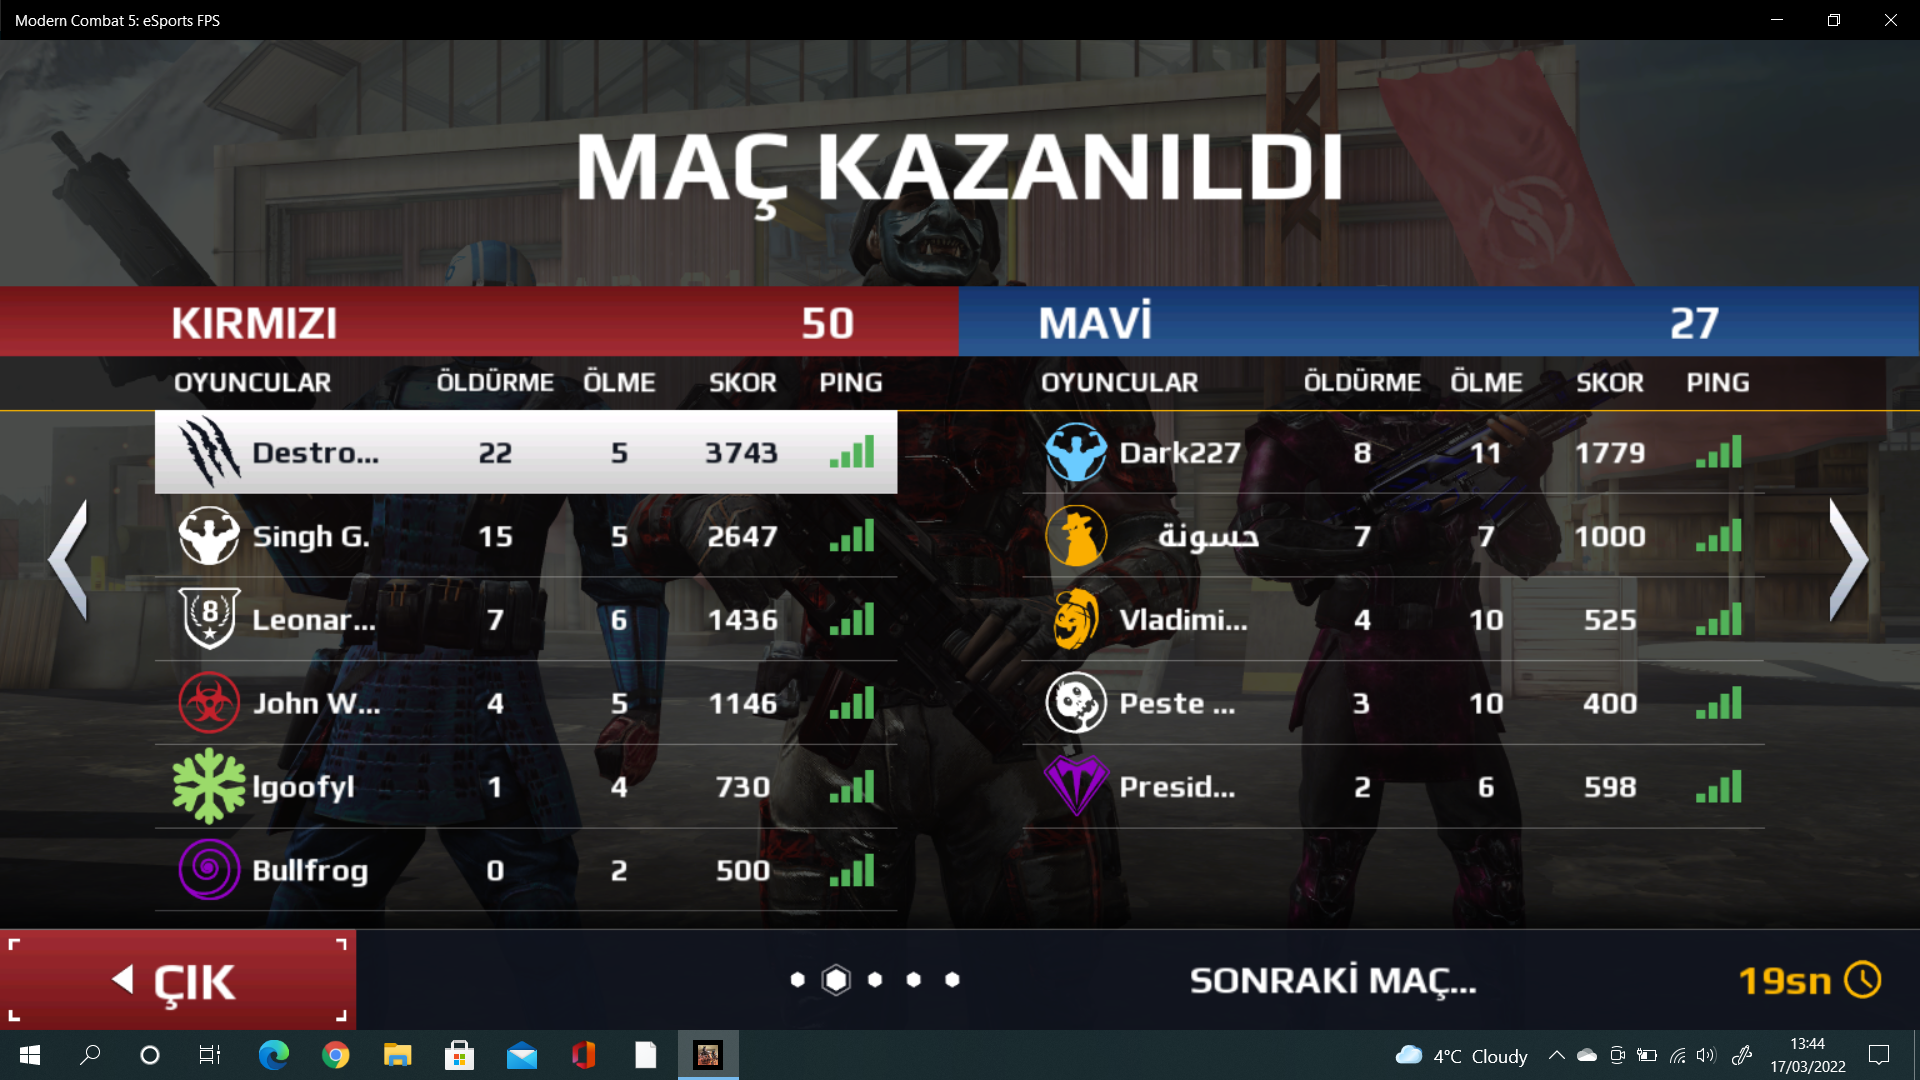 Modern Combat 5: eSports FPS
MAÇ KAZANILDI
KIRMIZI 50 MAVİ 27
OYUNCULAR ÖLDÜRME ÖLME SKOR PING OYUNCULAR ÖLDÜRME ÖLME SKOR PING
Destro... 22 5 3743 Dark227 8 11 1779
Singh G. 15 5 2647 حسونة 7 7 1000
8 Leonar... 7 6 1436 Vladimi... 4 10 525
John W... 4 5 1146 Peste ... 3 10 400
lgoofyl 1 4 730 Presid... 2 6 598
Bullfrog 0 2 500
ÇIK SONRAKİ MAÇ... 19sn
4°C Cloudy 13:44
17/03/2022